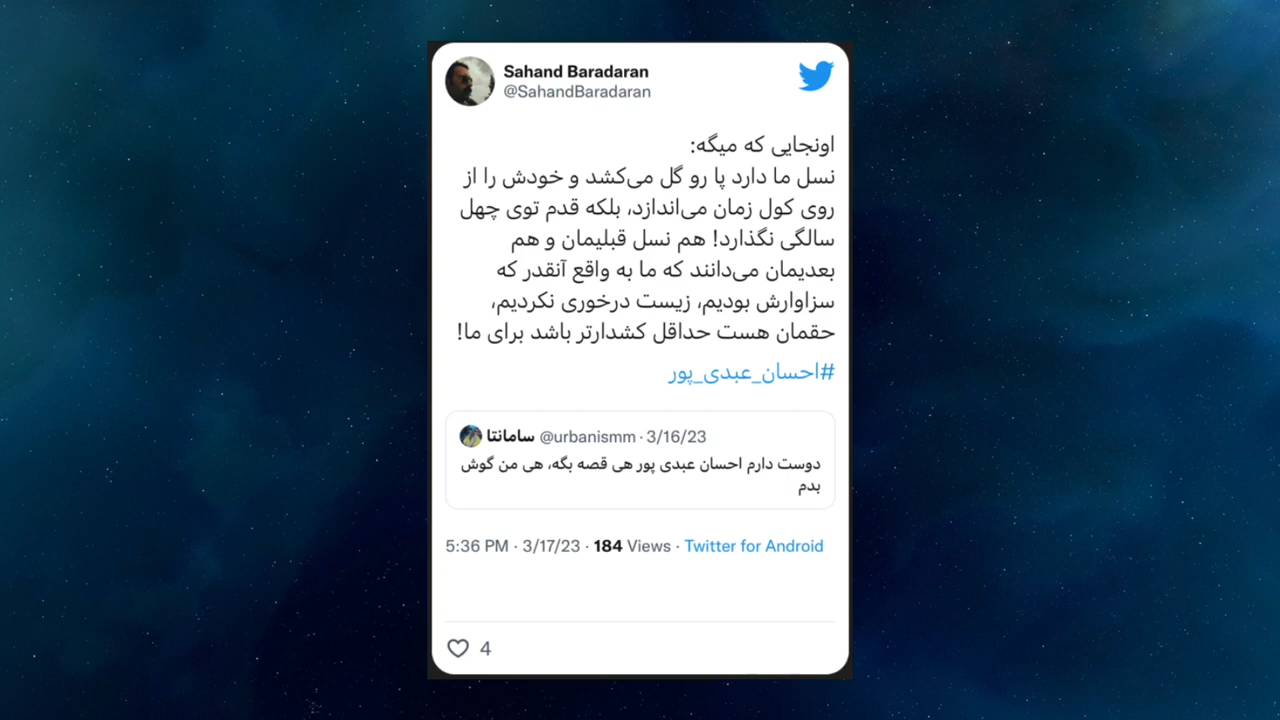 Sahand Baradaran
@SahandBaradaran
اونجایی که میگه:
نسل ما دارد پا رو گل می‌کشد و خودش را از
روی کول زمان می‌اندازد، بلکه قدم توی چهل
سالگی نگذارد! هم نسل قبلیمان و هم
بعدیمان می‌دانند که ما به واقع آنقدر که
سزاوارش بودیم، زیست درخوری نکردیم،
حقمان هست حداقل کشدارتر باشد برای ما!
#احسان_عبدی_پور
سامانتا @urbanismm · 3/16/23
دوست دارم احسان عبدی پور هی قصه بگه، هی من گوش
بدم
5:36 PM · 3/17/23 · 184 Views · Twitter for Android
4